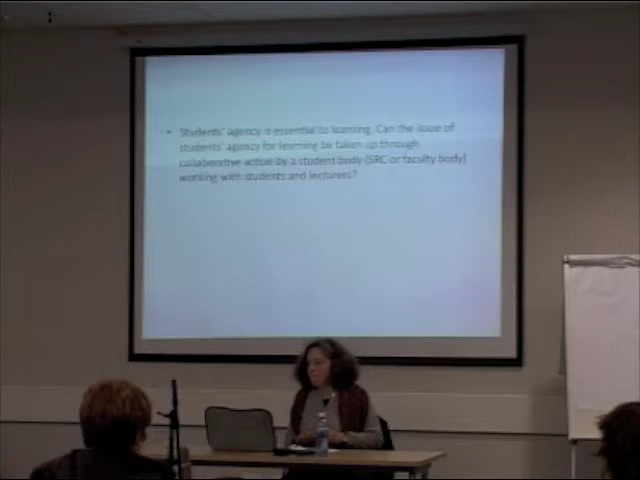 • Students' agency is essential to learning. Can the issue of
students' agency for learning be taken up through
collaborative action by a student body (SRC or faculty body)
working with students and lecturers?